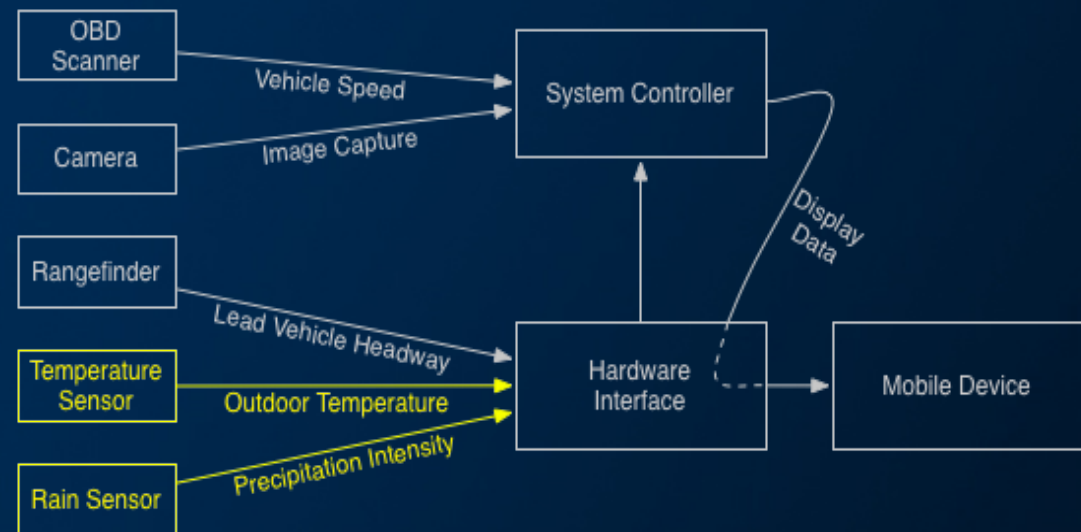 OBD
Scanner
Vehicle Speed
System Controller
Camera
Image Capture
Display
Data
Rangefinder
Lead Vehicle Headway
Temperature
Sensor
Outdoor Temperature
Hardware
Interface
Mobile Device
Precipitation Intensity
Rain Sensor